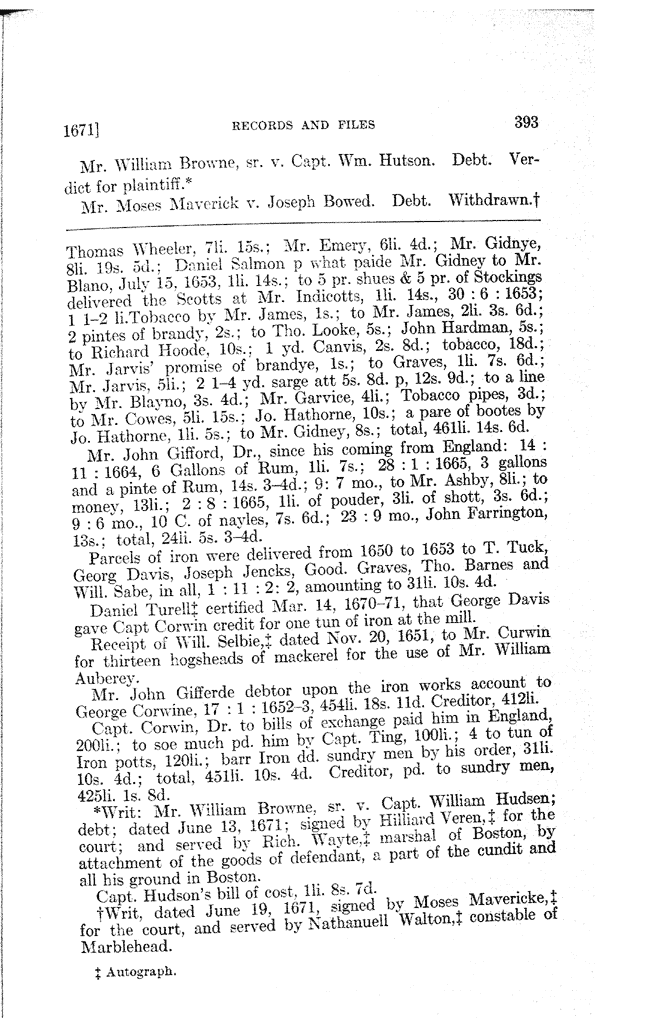 1671] RECORDS AND FILES 393
Mr. William Browne, sr. v. Capt. Wm. Hutson. Debt. Ver-
dict for plaintiff.*
Mr. Moses Maverick v. Joseph Bowed. Debt. Withdrawn.†
Thomas Wheeler, 7li. 15s.; Mr. Emery, 6li. 4d.; Mr. Gidnye,
8li. 19s. 5d.; Daniel Salmon p what paide Mr. Gidney to Mr.
Blano, July 15, 1653, 1li. 14s.; to 5 pr. shues & 5 pr. of Stockings
delivered the Scotts at Mr. Indicotts, 1li. 14s., 30 : 6 : 1653;
1 1-2 li.Tobacco by Mr. James, 1s.; to Mr. James, 2li. 3s. 6d.;
2 pintes of brandy, 2s.; to Tho. Looke, 5s.; John Hardman, 5s.;
to Richard Hoode, 10s.; 1 yd. Canvis, 2s. 8d.; tobacco, 18d.;
Mr. Jarvis' promise of brandye, 1s.; to Graves, 1li. 7s. 6d.;
Mr. Jarvis, 5li.; 2 1-4 yd. sarge att 5s. 8d. p, 12s. 9d.; to a line
by Mr. Blayno, 3s. 4d.; Mr. Garvice, 4li.; Tobacco pipes, 3d.;
to Mr. Cowes, 5li. 15s.; Jo. Hathorne, 10s.; a pare of bootes by
Jo. Hathorne, 1li. 5s.; to Mr. Gidney, 8s.; total, 461li. 14s. 6d.
Mr. John Gifford, Dr., since his coming from England: 14 :
11 : 1664, 6 Gallons of Rum, 1li. 7s.; 28 : 1 : 1665, 3 gallons
and a pinte of Rum, 14s. 3-4d.; 9: 7 mo., to Mr. Ashby, 8li.; to
money, 13li.; 2 : 8 : 1665, 1li. of pouder, 3li. of shott, 3s. 6d.;
9 : 6 mo., 10 C. of nayles, 7s. 6d.; 23 : 9 mo., John Farrington,
13s.; total, 24li. 5s. 3-4d.
Parcels of iron were delivered from 1650 to 1653 to T. Tuck,
Georg Davis, Joseph Jencks, Good. Graves, Tho. Barnes and
Will. Sabe, in all, 1 : 11 : 2: 2, amounting to 31li. 10s. 4d.
Daniel Turell‡ certified Mar. 14, 1670-71, that George Davis
gave Capt Corwin credit for one tun of iron at the mill.
Receipt of Will. Selbie,‡ dated Nov. 20, 1651, to Mr. Curwin
for thirteen hogsheads of mackerel for the use of Mr. William
Auberey.
Mr. John Gifferde debtor upon the iron works account to
George Corwine, 17 : 1 : 1652-3, 454li. 18s. 11d. Creditor, 412li.
Capt. Corwin, Dr. to bills of exchange paid him in England,
200li.; to soe much pd. him by Capt. Ting, 100li.; 4 to tun of
Iron potts, 120li.; barr Iron dd. sundry men by his order, 31li.
10s. 4d.; total, 451li. 10s. 4d. Creditor, pd. to sundry men,
425li. 1s. 8d.
*Writ: Mr. William Browne, sr. v. Capt. William Hudsen;
debt; dated June 13, 1671; signed by Hilliard Veren,‡ for the
court; and served by Rich. Wayte,‡ marshal of Boston, by
attachment of the goods of defendant, a part of the cundit and
all his ground in Boston.
Capt. Hudson's bill of cost, 1li. 8s. 7d.
†Writ, dated June 19, 1671, signed by Moses Mavericke,‡
for the court, and served by Nathanuell Walton,‡ constable of
Marblehead.
‡ Autograph.